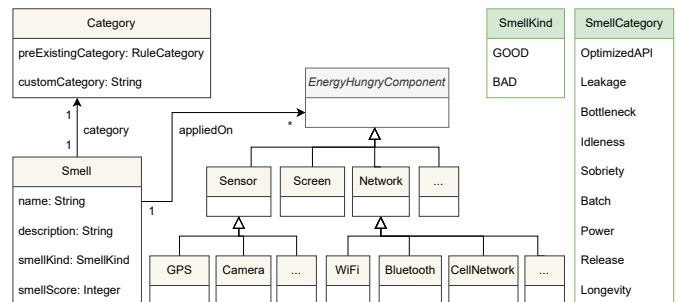 Category
preExistingCategory: RuleCategory
customCategory: String
1
category
1
Smell
name: String
description: String
smellKind: SmellKind
smellScore: Integer
1
appliedOn
*
EnergyHungryComponent
Sensor
Screen
Network
...
GPS
Camera
...
WiFi
Bluetooth
CellNetwork
...
SmellKind
GOOD
BAD
SmellCategory
OptimizedAPI
Leakage
Bottleneck
Idleness
Sobriety
Batch
Power
Release
Longevity